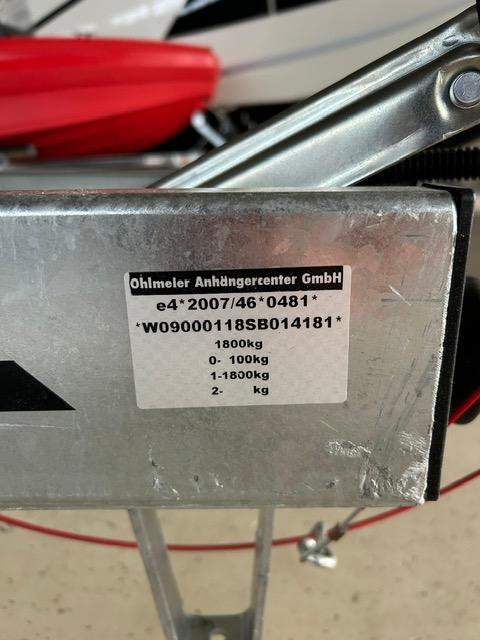 Ohlmeier Anhängercenter GmbH
e4*2007/46*0481*
*W09000118SB014181*
1800kg
0- 100kg
1-1800kg
2- kg